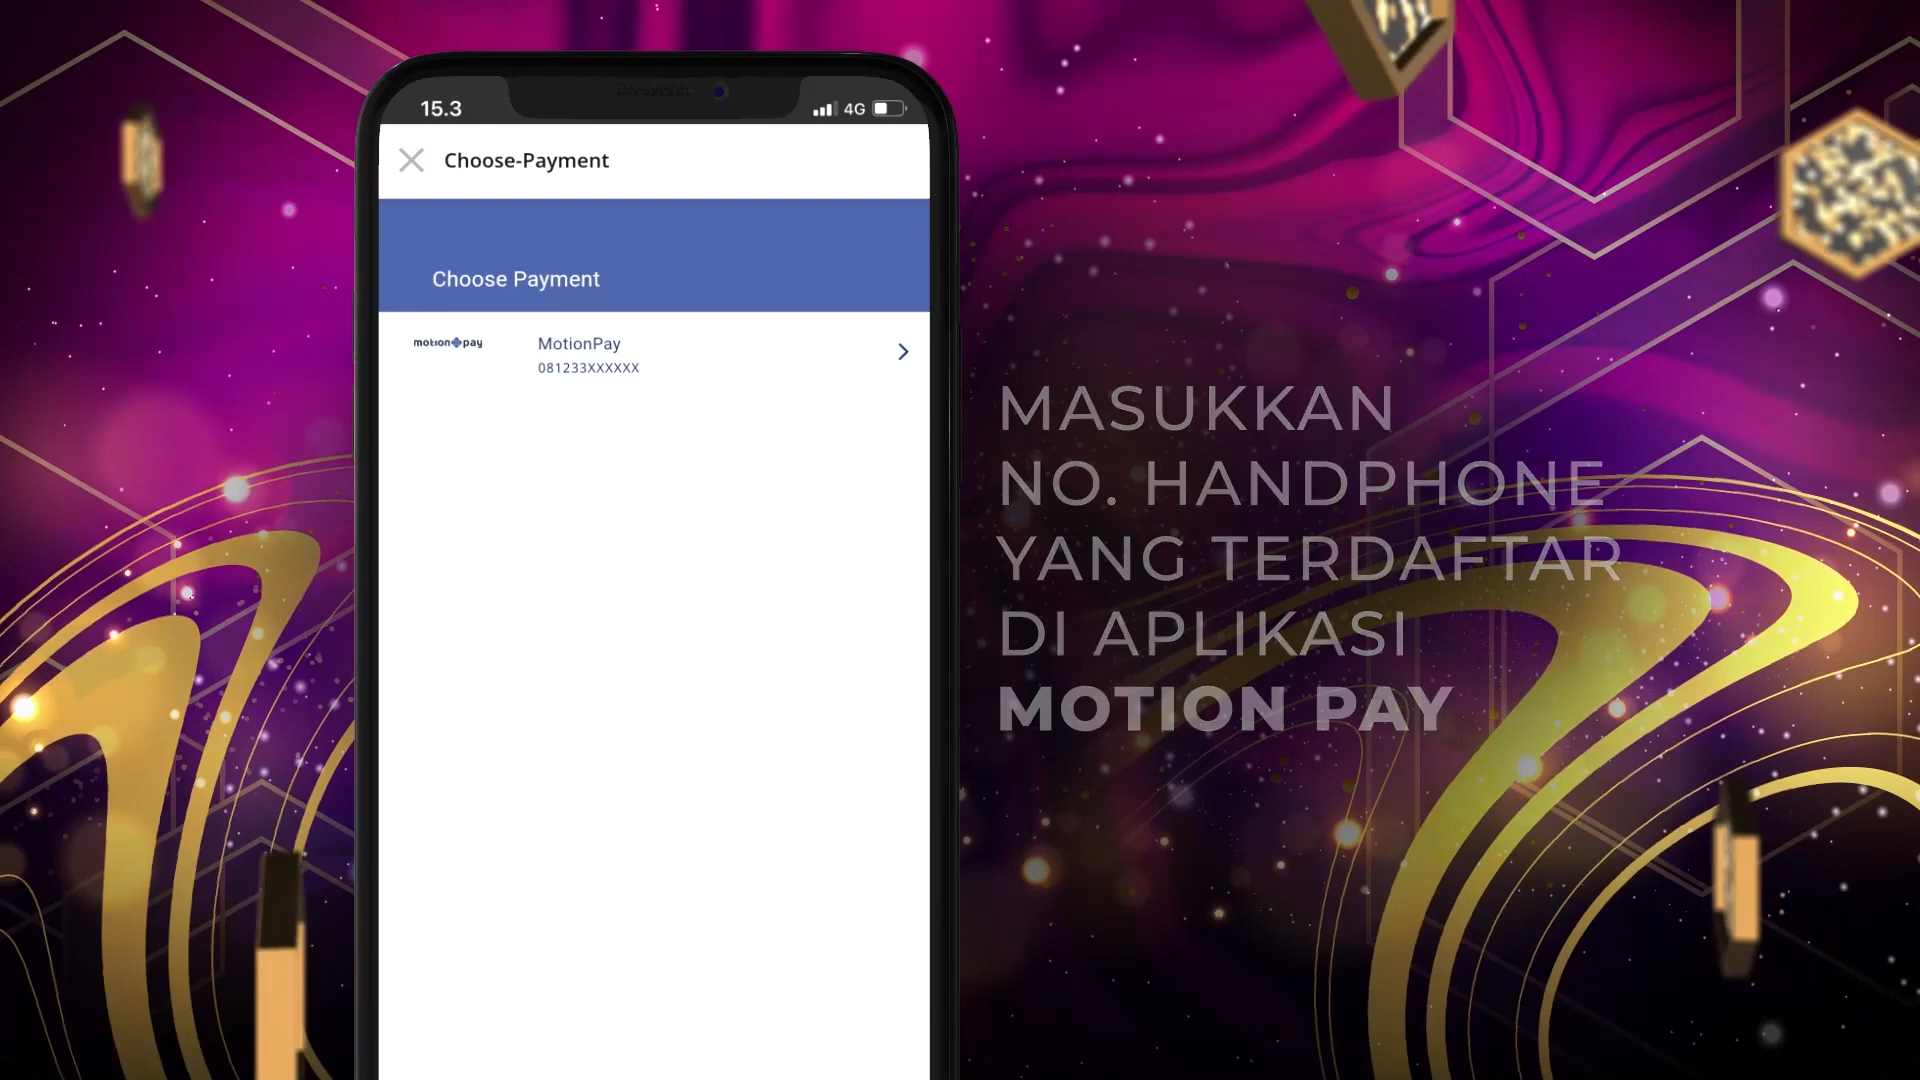 15.3
4G
Choose-Payment
Choose Payment
motion pay
MotionPay
081233XXXXXX
MASUKKAN
NO. HANDPHONE
YANG TERDAFTAR
DI APLIKASI
MOTION PAY